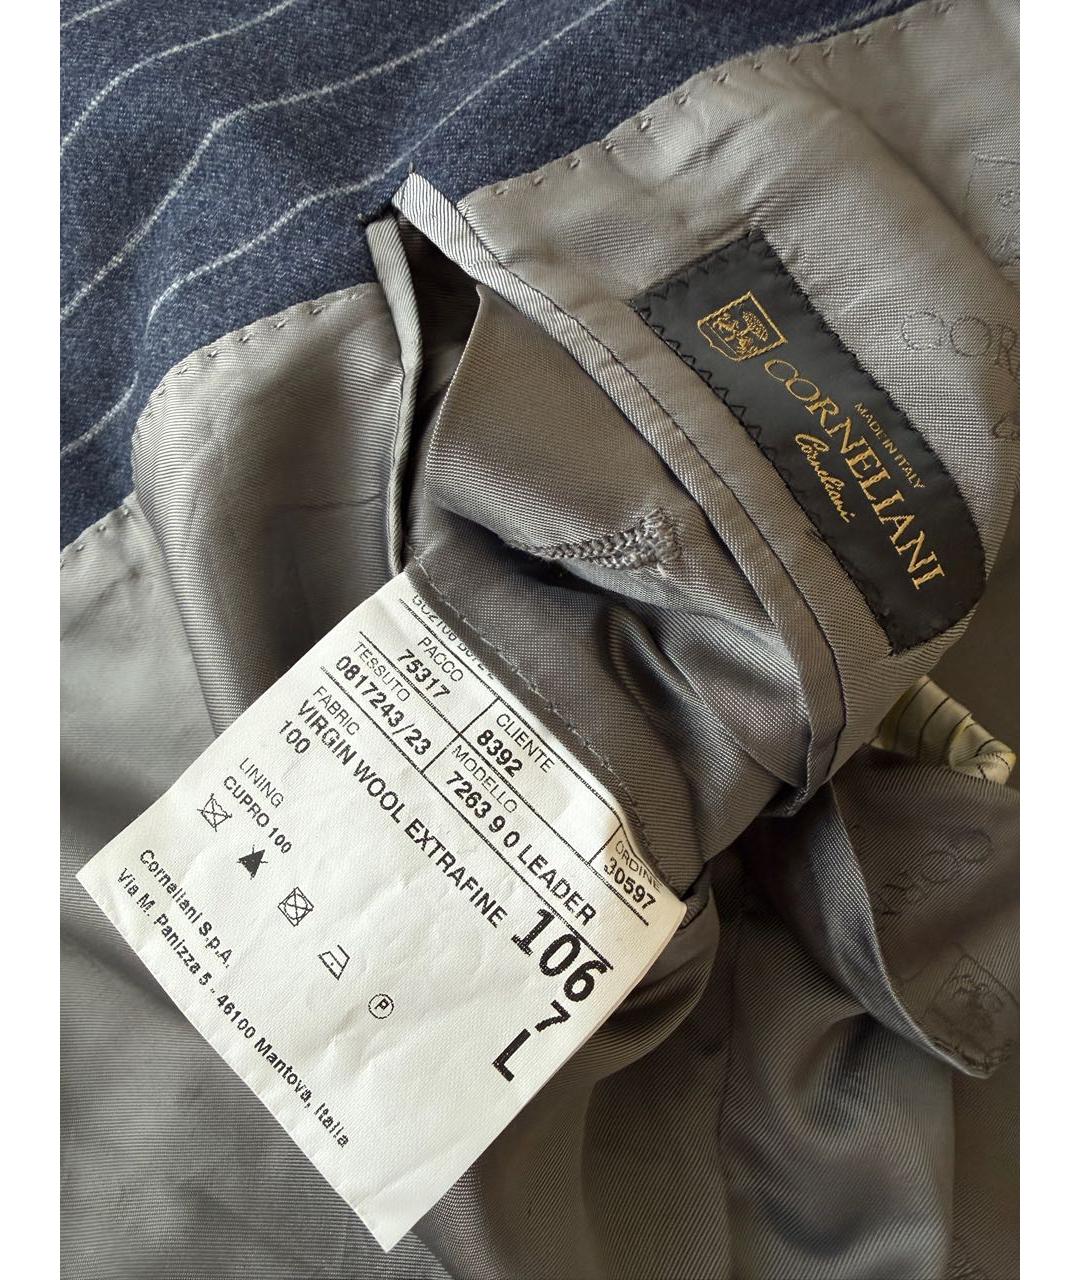 MADE IN ITALY
CORNELIANI
Corneliani
PACCO
75317
CLIENTE
8392
ORDINE
30597
TESSUTO
0817243/23
MODELLO
7263 9 0 LEADER
FABRIC
VIRGIN WOOL EXTRAFINE
100
106
7
L
LINING
CUPRO 100
P
Corneliani S.p.A.
Via M. Panizza 5 - 46100 Mantova, Italia